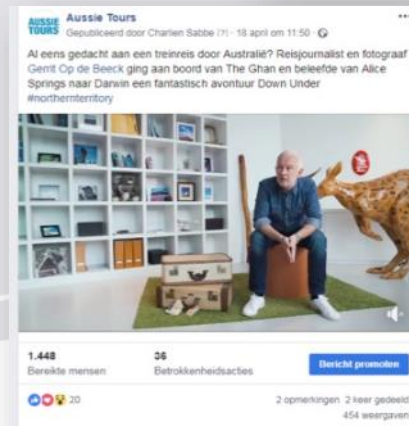 AUSSIE TOURS
Aussie Tours
Gepubliceerd door Charlien Sabbe [?] · 18 april om 11:50 ·
Al eens gedacht aan een treinreis door Australië? Reisjournalist en fotograaf
Gerrit Op de Beeck ging aan boord van The Ghan en beleefde van Alice
Springs naar Darwin een fantastisch avontuur Down Under
#northernterritory
1.448
36
Bereikte mensen
Betrokkenheidsacties
Bericht promoten
20
2 opmerkingen 2 keer gedeeld
454 weergaven